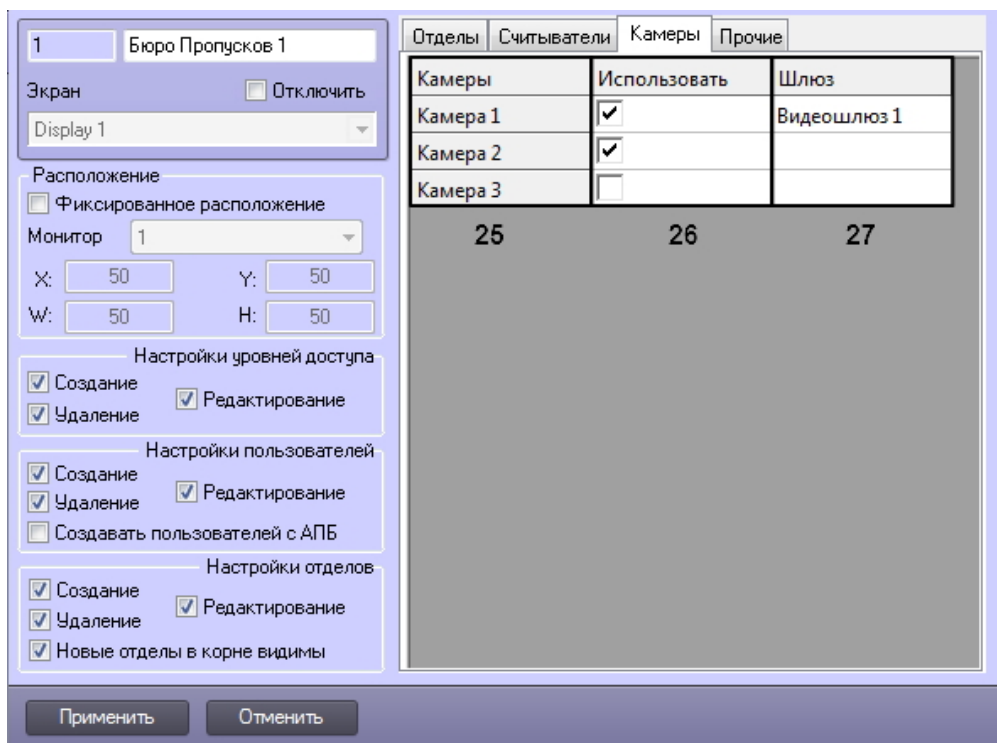 1 Бюро Пропусков 1
Экран Отключить
Display 1
Расположение
Фиксированное расположение
Монитор 1
X: 50 Y: 50
W: 50 H: 50
Настройки уровней доступа
Создание
Редактирование
Удаление
Настройки пользователей
Создание
Редактирование
Удаление
Создавать пользователей с АПБ
Настройки отделов
Создание
Редактирование
Удаление
Новые отделы в корне видимы
Отделы Считыватели Камеры Прочие
Камеры Использовать Шлюз
Камера 1 Видеошлюз 1
Камера 2
Камера 3
25 26 27
Применить Отменить